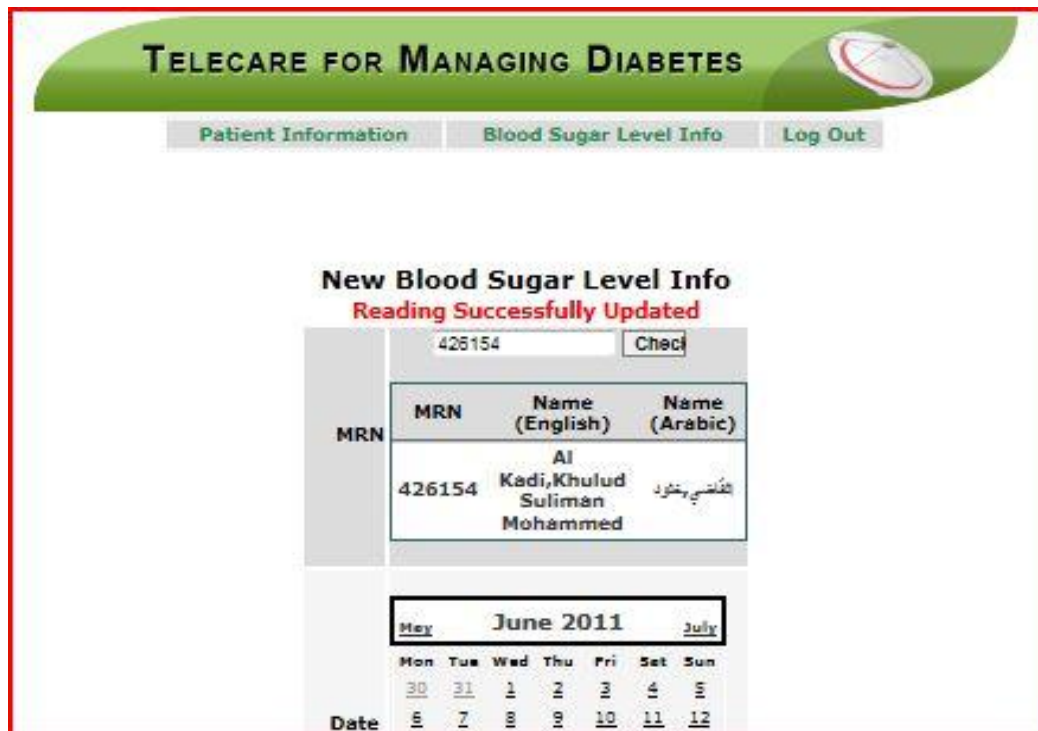 TELECARE FOR MANAGING DIABETES
Patient Information Blood Sugar Level Info Log Out
New Blood Sugar Level Info
Reading Successfully Updated
426154 Check
MRN
MRN Name (English) Name (Arabic)
426154 Al Kadi,Khulud Suliman Mohammed القاضي,خلود
May June 2011 July
Mon Tue Wed Thu Fri Sat Sun
30 31 1 2 3 4 5
Date 6 7 8 9 10 11 12